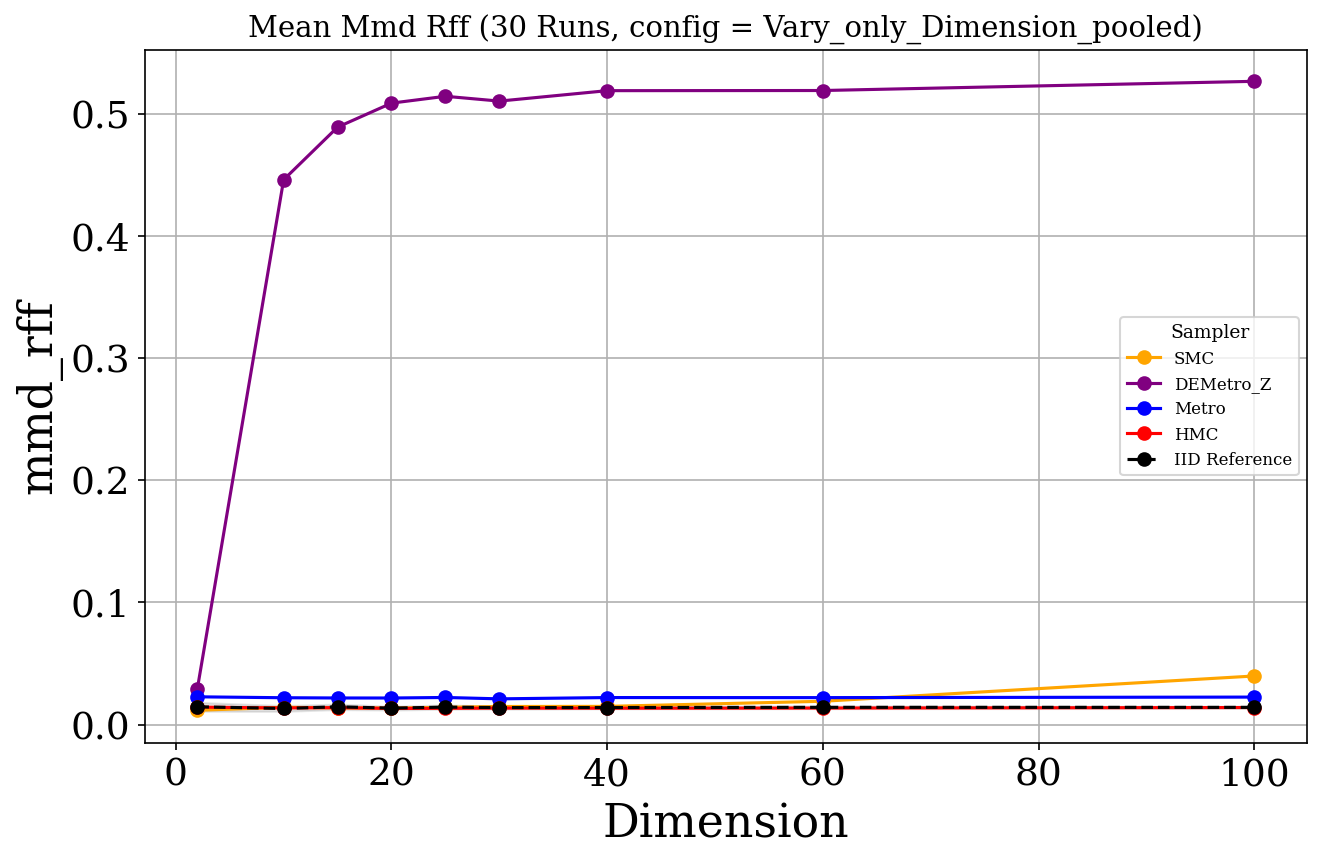 Mean Mmd Rff (30 Runs, config = Vary_only_Dimension_pooled)
mmd_rff
0.5
0.4
0.3
0.2
0.1
0.0
Sampler
SMC
DEMetro_Z
Metro
HMC
IID Reference
0 20 40 60 80 100
Dimension